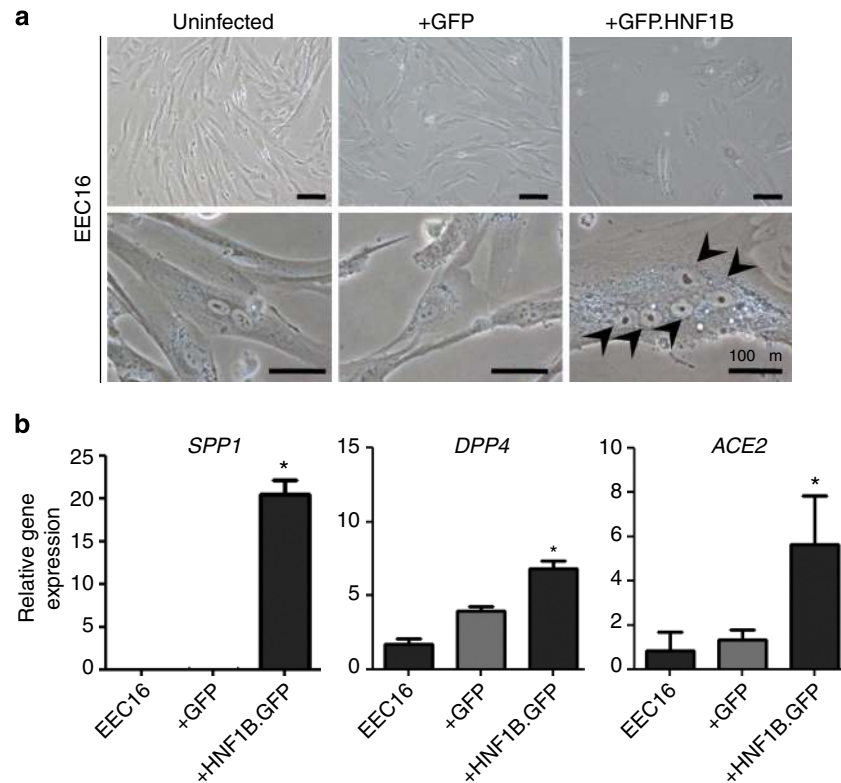 a
Uninfected
+GFP
+GFP.HNF1B
EEC16
100 m
b
SPP1
DPP4
ACE2
Relative gene
expression
25
20
15
10
5
0
*
EEC16
+GFP
+HNF1B.GFP
15
10
5
0
*
EEC16
+GFP
+HNF1B.GFP
10
8
6
4
2
0
*
EEC16
+GFP
+HNF1B.GFP